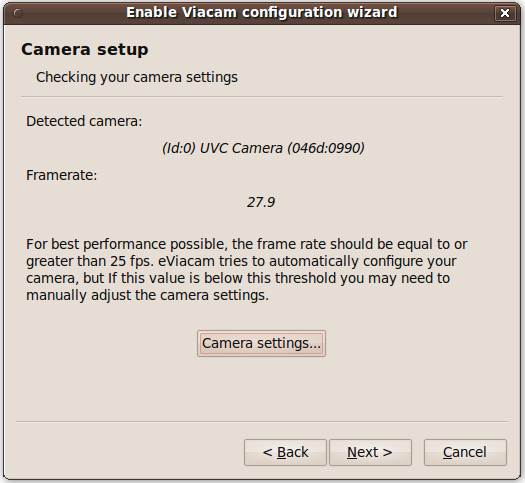 Enable Viacam configuration wizard
Camera setup
Checking your camera settings
Detected camera:
(Id:0) UVC Camera (046d:0990)
Framerate:
27.9
For best performance possible, the frame rate should be equal to or
greater than 25 fps. eViacam tries to automatically configure your
camera, but If this value is below this threshold you may need to
manually adjust the camera settings.
Camera settings...
< Back
Next >
Cancel